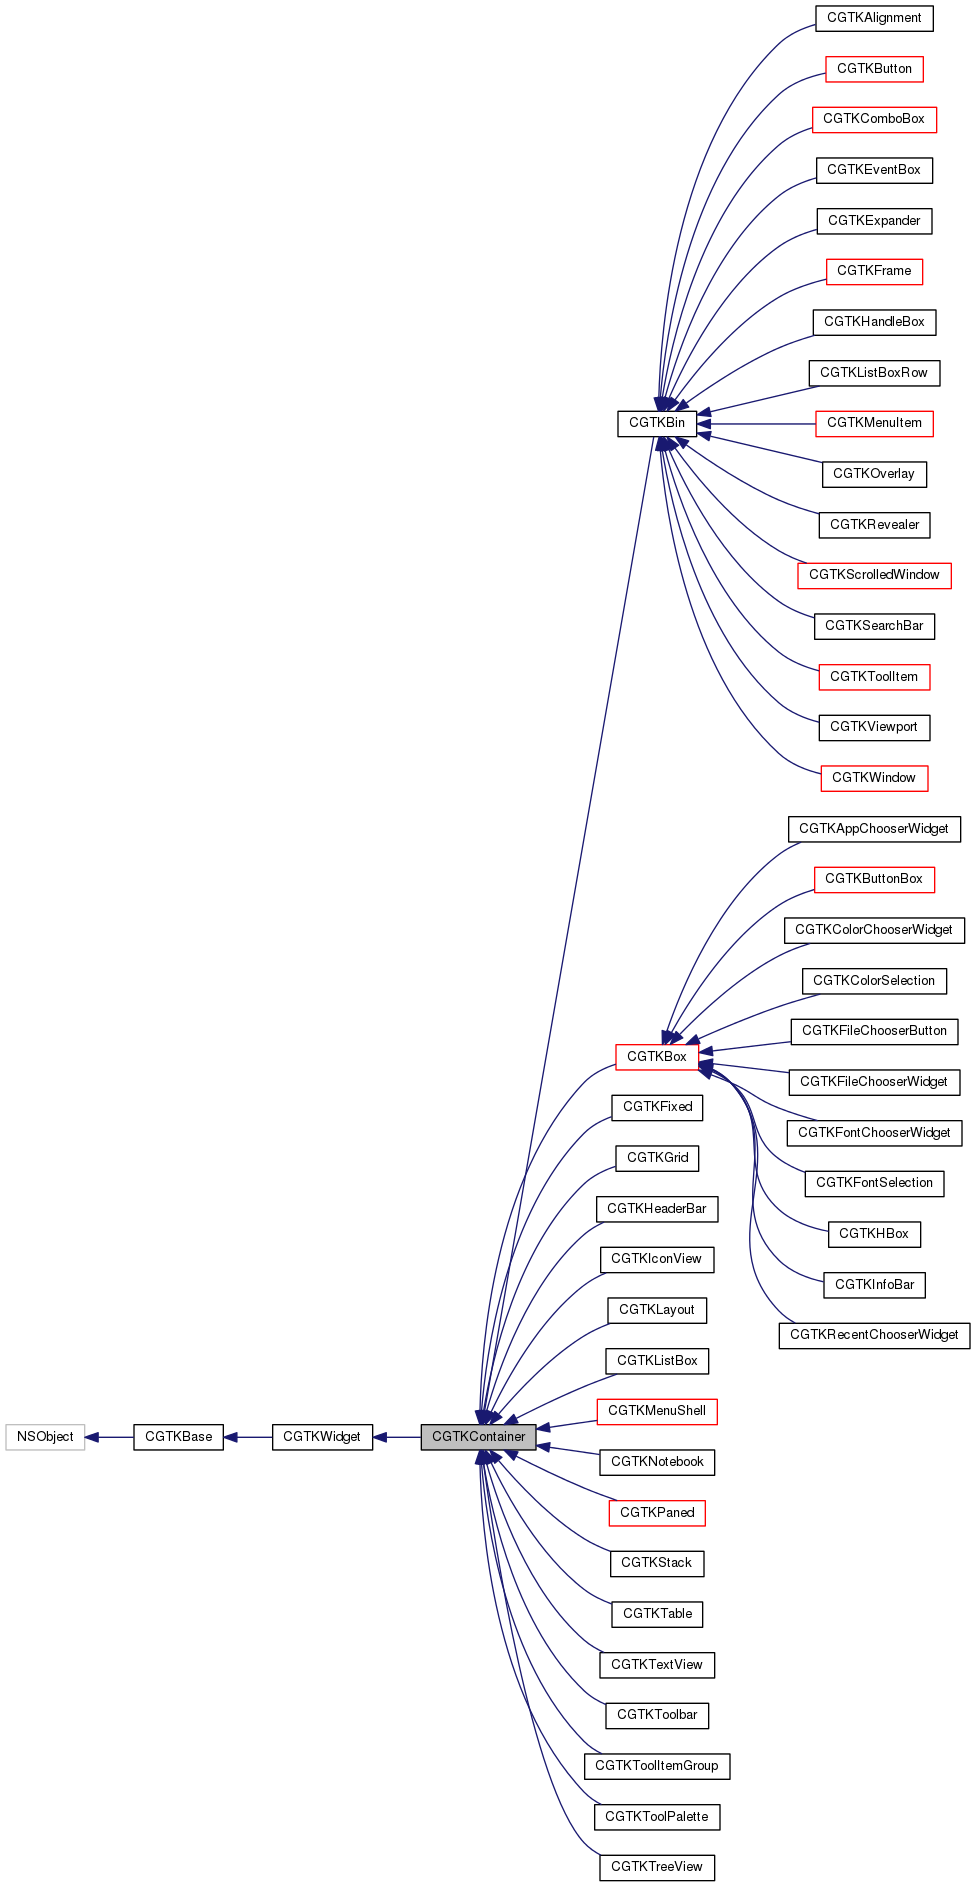 CGTKAlignment
CGTKButton
CGTKComboBox
CGTKEventBox
CGTKExpander
CGTKFrame
CGTKHandleBox
CGTKListBoxRow
CGTKBin
CGTKMenuItem
CGTKOverlay
CGTKRevealer
CGTKScrolledWindow
CGTKSearchBar
CGTKToolItem
CGTKViewport
CGTKWindow
CGTKAppChooserWidget
CGTKButtonBox
CGTKColorChooserWidget
CGTKColorSelection
CGTKFileChooserButton
CGTKBox
CGTKFileChooserWidget
CGTKFixed
CGTKFontChooserWidget
CGTKGrid
CGTKFontSelection
CGTKHeaderBar
CGTKHBox
CGTKIconView
CGTKInfoBar
CGTKLayout
CGTKRecentChooserWidget
CGTKListBox
CGTKMenuShell
NSObject
CGTKBase
CGTKWidget
CGTKContainer
CGTKNotebook
CGTKPaned
CGTKStack
CGTKTable
CGTKTextView
CGTKToolbar
CGTKToolItemGroup
CGTKToolPalette
CGTKTreeView